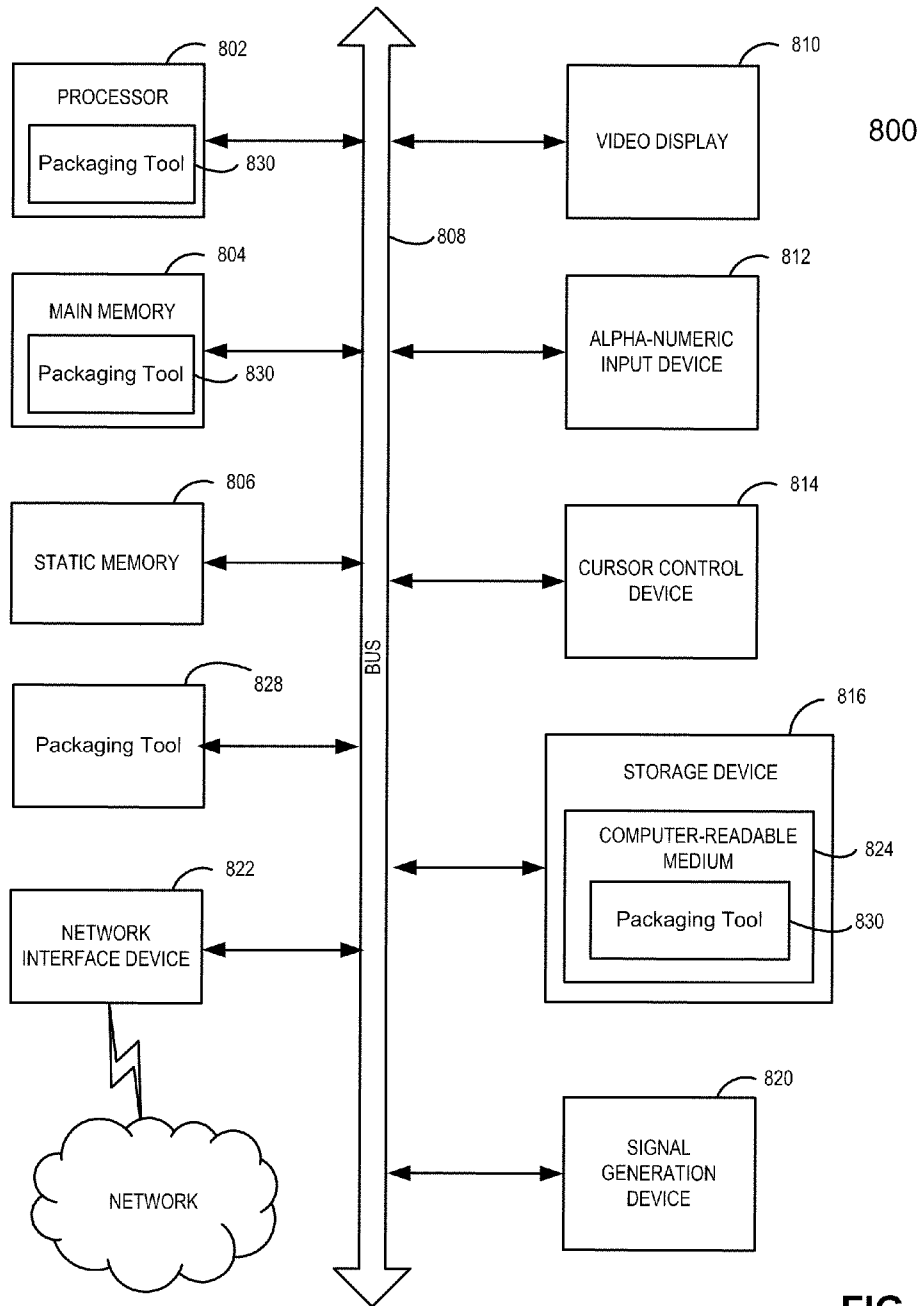 802
PROCESSOR
Packaging Tool
830
804
MAIN MEMORY
Packaging Tool
830
806
STATIC MEMORY
828
Packaging Tool
822
NETWORK
INTERFACE DEVICE
NETWORK
808
BUS
810
VIDEO DISPLAY
800
812
ALPHA-NUMERIC
INPUT DEVICE
814
CURSOR CONTROL
DEVICE
816
STORAGE DEVICE
COMPUTER-READABLE
MEDIUM
824
Packaging Tool
830
820
SIGNAL
GENERATION
DEVICE
FIG